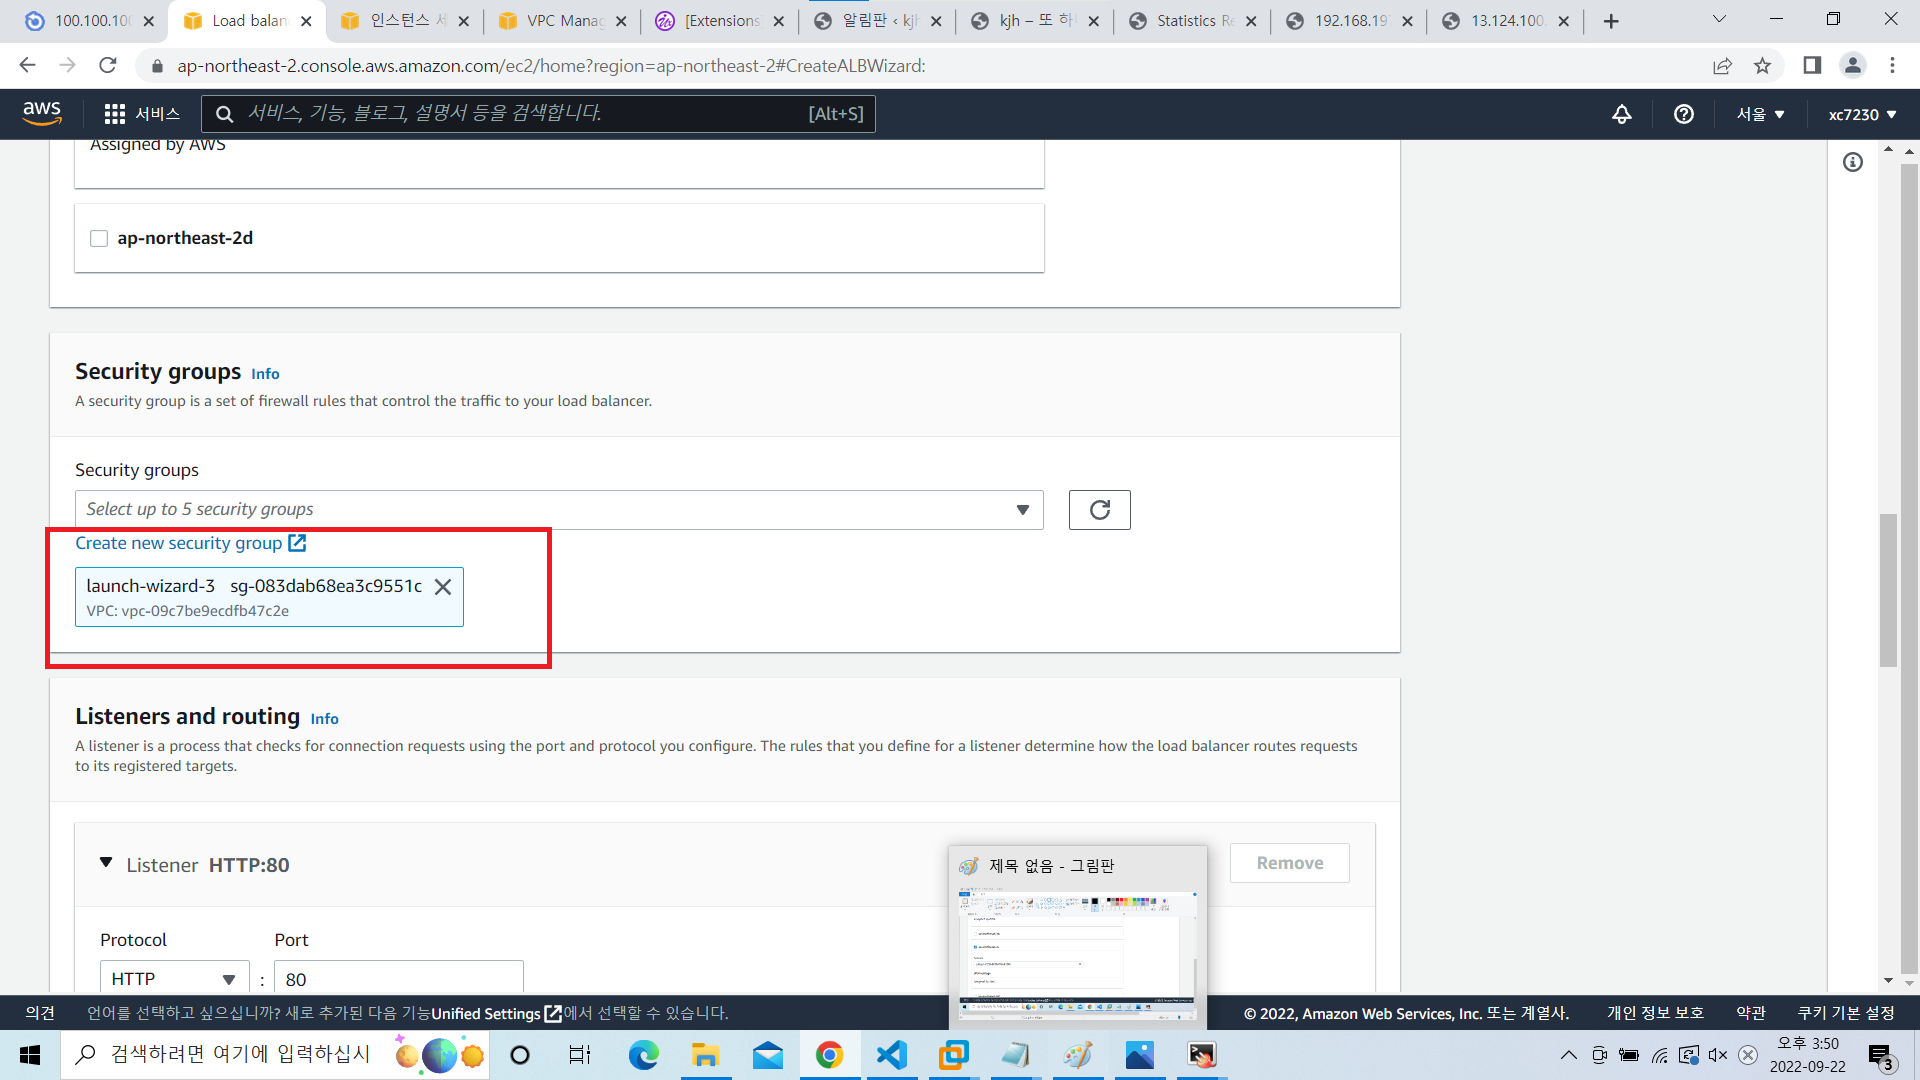 100.100.100
Load balan
인스턴스 서
VPC Manag
[Extensions]
알림판 ‹ kjh
kjh – 또 하
Statistics Re
192.168.197
13.124.100.
ap-northeast-2.console.aws.amazon.com/ec2/home?region=ap-northeast-2#CreateALBWizard:
aws
서비스
서비스, 기능, 블로그, 설명서 등을 검색합니다.
[Alt+S]
서울
xc7230
Assigned by AWS
ap-northeast-2d
Security groups Info
A security group is a set of firewall rules that control the traffic to your load balancer.
Security groups
Select up to 5 security groups
Create new security group
launch-wizard-3 sg-083dab68ea3c9551c
VPC: vpc-09c7be9ecdfb47c2e
Listeners and routing Info
A listener is a process that checks for connection requests using the port and protocol you configure. The rules that you define for a listener determine how the load balancer routes requests
to its registered targets.
Listener HTTP:80
Remove
제목 없음 - 그림판
Protocol
Port
HTTP
:
80
의견
언어를 선택하고 싶으십니까? 새로 추가된 다음 기능Unified Settings에서 선택할 수 있습니다.
© 2022, Amazon Web Services, Inc. 또는 계열사.
개인 정보 보호
약관
쿠키 기본 설정
검색하려면 여기에 입력하십시
오후 3:50
2022-09-22
3